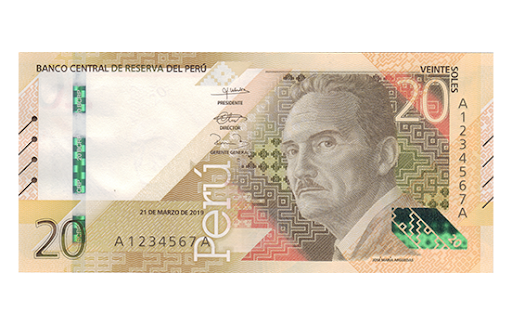 BANCO CENTRAL DE RESERVA DEL PERÚ
VEINTE SOLES
20
A1234567A
PRESIDENTE
DIRECTOR
GERENTE GENERAL
Perú
21 DE MARZO DE 2019
20
A1234567A